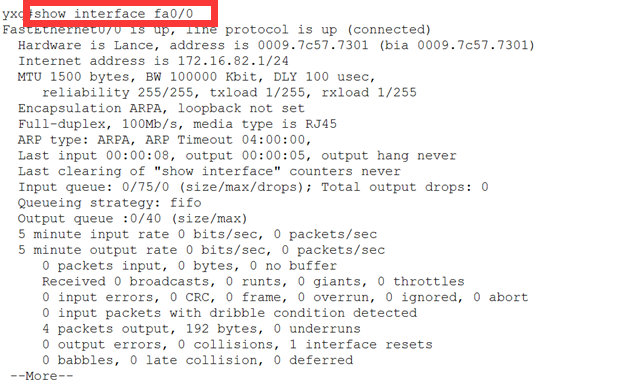 yxc#show interface fa0/0
FastEthernet0/0 is up, line protocol is up (connected)
Hardware is Lance, address is 0009.7c57.7301 (bia 0009.7c57.7301)
Internet address is 172.16.82.1/24
MTU 1500 bytes, BW 100000 Kbit, DLY 100 usec,
reliability 255/255, txload 1/255, rxload 1/255
Encapsulation ARPA, loopback not set
Full-duplex, 100Mb/s, media type is RJ45
ARP type: ARPA, ARP Timeout 04:00:00,
Last input 00:00:08, output 00:00:05, output hang never
Last clearing of "show interface" counters never
Input queue: 0/75/0 (size/max/drops); Total output drops: 0
Queueing strategy: fifo
Output queue :0/40 (size/max)
5 minute input rate 0 bits/sec, 0 packets/sec
5 minute output rate 0 bits/sec, 0 packets/sec
0 packets input, 0 bytes, 0 no buffer
Received 0 broadcasts, 0 runts, 0 giants, 0 throttles
0 input errors, 0 CRC, 0 frame, 0 overrun, 0 ignored, 0 abort
0 input packets with dribble condition detected
4 packets output, 192 bytes, 0 underruns
0 output errors, 0 collisions, 1 interface resets
0 babbles, 0 late collision, 0 deferred
--More--